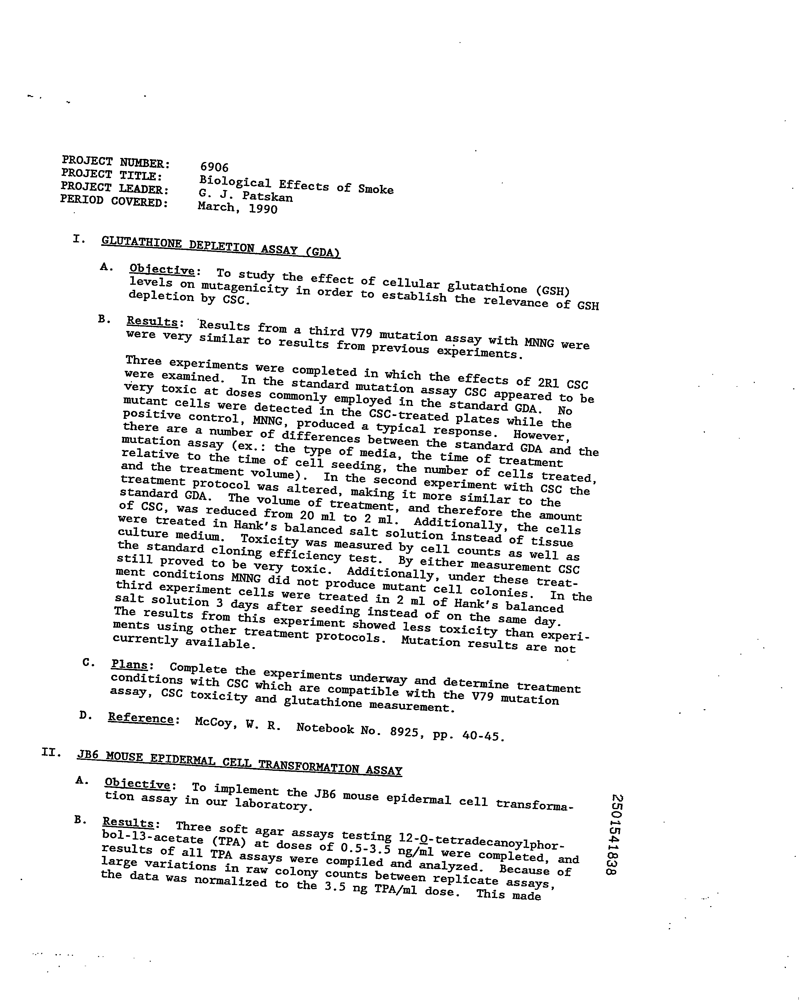 PROJECT NUMBER: 6906
PROJECT TITLE: Biological Effects of Smoke
PROJECT LEADER: G. J. Patskan
PERIOD COVERED: March, 1990
I. GLUTATHIONE DEPLETION ASSAY (GDA)
A. Objective: To study the effect of cellular glutathione (GSH)
levels on mutagenicity in order to establish the relevance of GSH
depletion by CSC.
B. Results: Results from a third V79 mutation assay with MNNG were
were very similar to results from previous experiments.
Three experiments were completed in which the effects of 2R1 CSC
were examined. In the standard mutation assay CSC appeared to be
very toxic at doses commonly employed in the standard GDA. No
mutant cells were detected in the CSC-treated plates while the
positive control, MNNG, produced a typical response. However,
there are a number of differences between the standard GDA and the
mutation assay (ex.: the type of media, the time of treatment
relative to the time of cell seeding, the number of cells treated,
and the treatment volume). In the second experiment with CSC the
treatment protocol was altered, making it more similar to the
standard GDA. The volume of treatment, and therefore the amount
of CSC, was reduced from 20 ml to 2 ml. Additionally, the cells
were treated in Hank's balanced salt solution instead of tissue
culture medium. Toxicity was measured by cell counts as well as
the standard cloning efficiency test. By either measurement CSC
still proved to be very toxic. Additionally, under these treat-
ment conditions MNNG did not produce mutant cell colonies. In the
third experiment cells were treated in 2 ml of Hank's balanced
salt solution 3 days after seeding instead of on the same day.
The results from this experiment showed less toxicity than experi-
ments using other treatment protocols. Mutation results are not
currently available.
C. Plans: Complete the experiments underway and determine treatment
conditions with CSC which are compatible with the V79 mutation
assay, CSC toxicity and glutathione measurement.
D. Reference: McCoy, W. R. Notebook No. 8925, pp. 40-45.
II. JB6 MOUSE EPIDERMAL CELL TRANSFORMATION ASSAY
A. Objective: To implement the JB6 mouse epidermal cell transforma-
tion assay in our laboratory.
B. Results: Three soft agar assays testing 12-O-tetradecanoylphor-
bol-13-acetate (TPA) at doses of 0.5-3.5 ng/ml were completed, and
results of all TPA assays were compiled and analyzed. Because of
large variations in raw colony counts between replicate assays,
the data was normalized to the 3.5 ng TPA/ml dose. This made
2501541838